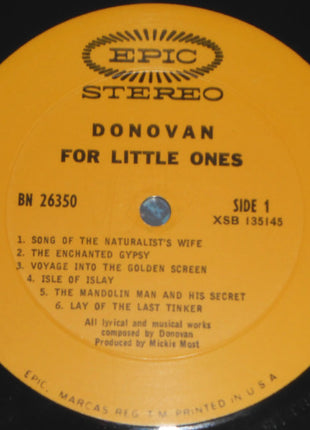 EPIC
STEREO
DONOVAN
FOR LITTLE ONES
BN 26350
SIDE 1
XSB 135145
1. SONG OF THE NATURALIST'S WIFE
2. THE ENCHANTED GYPSY
3. VOYAGE INTO THE GOLDEN SCREEN
4. ISLE OF ISLAY
5. THE MANDOLIN MAN AND HIS SECRET
6. LAY OF THE LAST TINKER
All lyrical and musical works
composed by Donovan
Produced by Mickie Most
EPIC, MARCAS REG. T.M. PRINTED IN U.S.A.